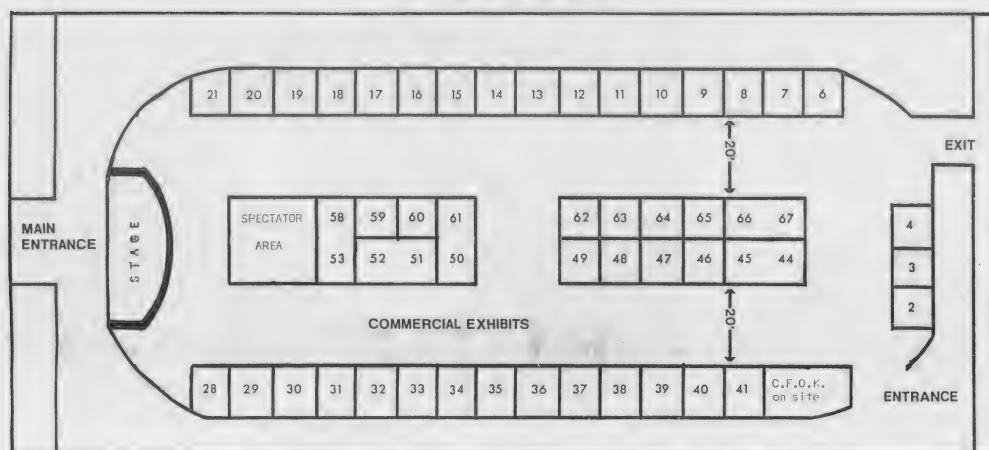 21 20 19 18 17 16 15 14 13 12 11 10 9 8 7 6
20'
EXIT
MAIN
ENTRANCE
STAGE
SPECTATOR
AREA
58 59 60 61
53 52 51 50
62 63 64 65 66 67
49 48 47 46 45 44
4
3
2
COMMERCIAL EXHIBITS
20'
28 29 30 31 32 33 34 35 36 37 38 39 40 41
C.F.O.K.
on site
ENTRANCE